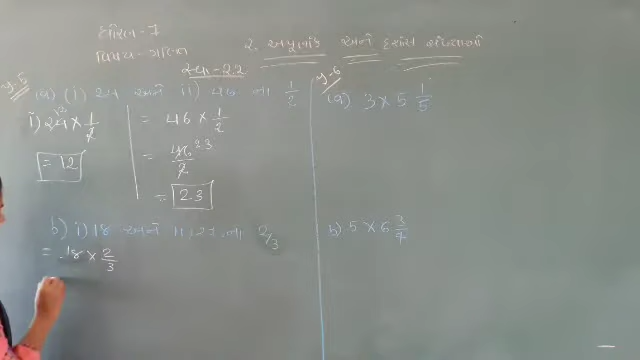 ધોરણ - 7
વિષય - ગણિત
2. અપૂર્ણાંક અને દશાંશ સંખ્યાઓ
સ્વા - 2.2
પ્ર-5
(a) (i) 24 અને ii) 46 ના 1/2
i) 24 × 1/2
12
= 12
= 46 × 1/2
= 46/2 23
= 23
b) i) 18 અને ii) 27 ના 2/3
= 18 × 2/3
પ્ર-6
(a) 3 × 5 1/5
b) 5 × 6 3/4